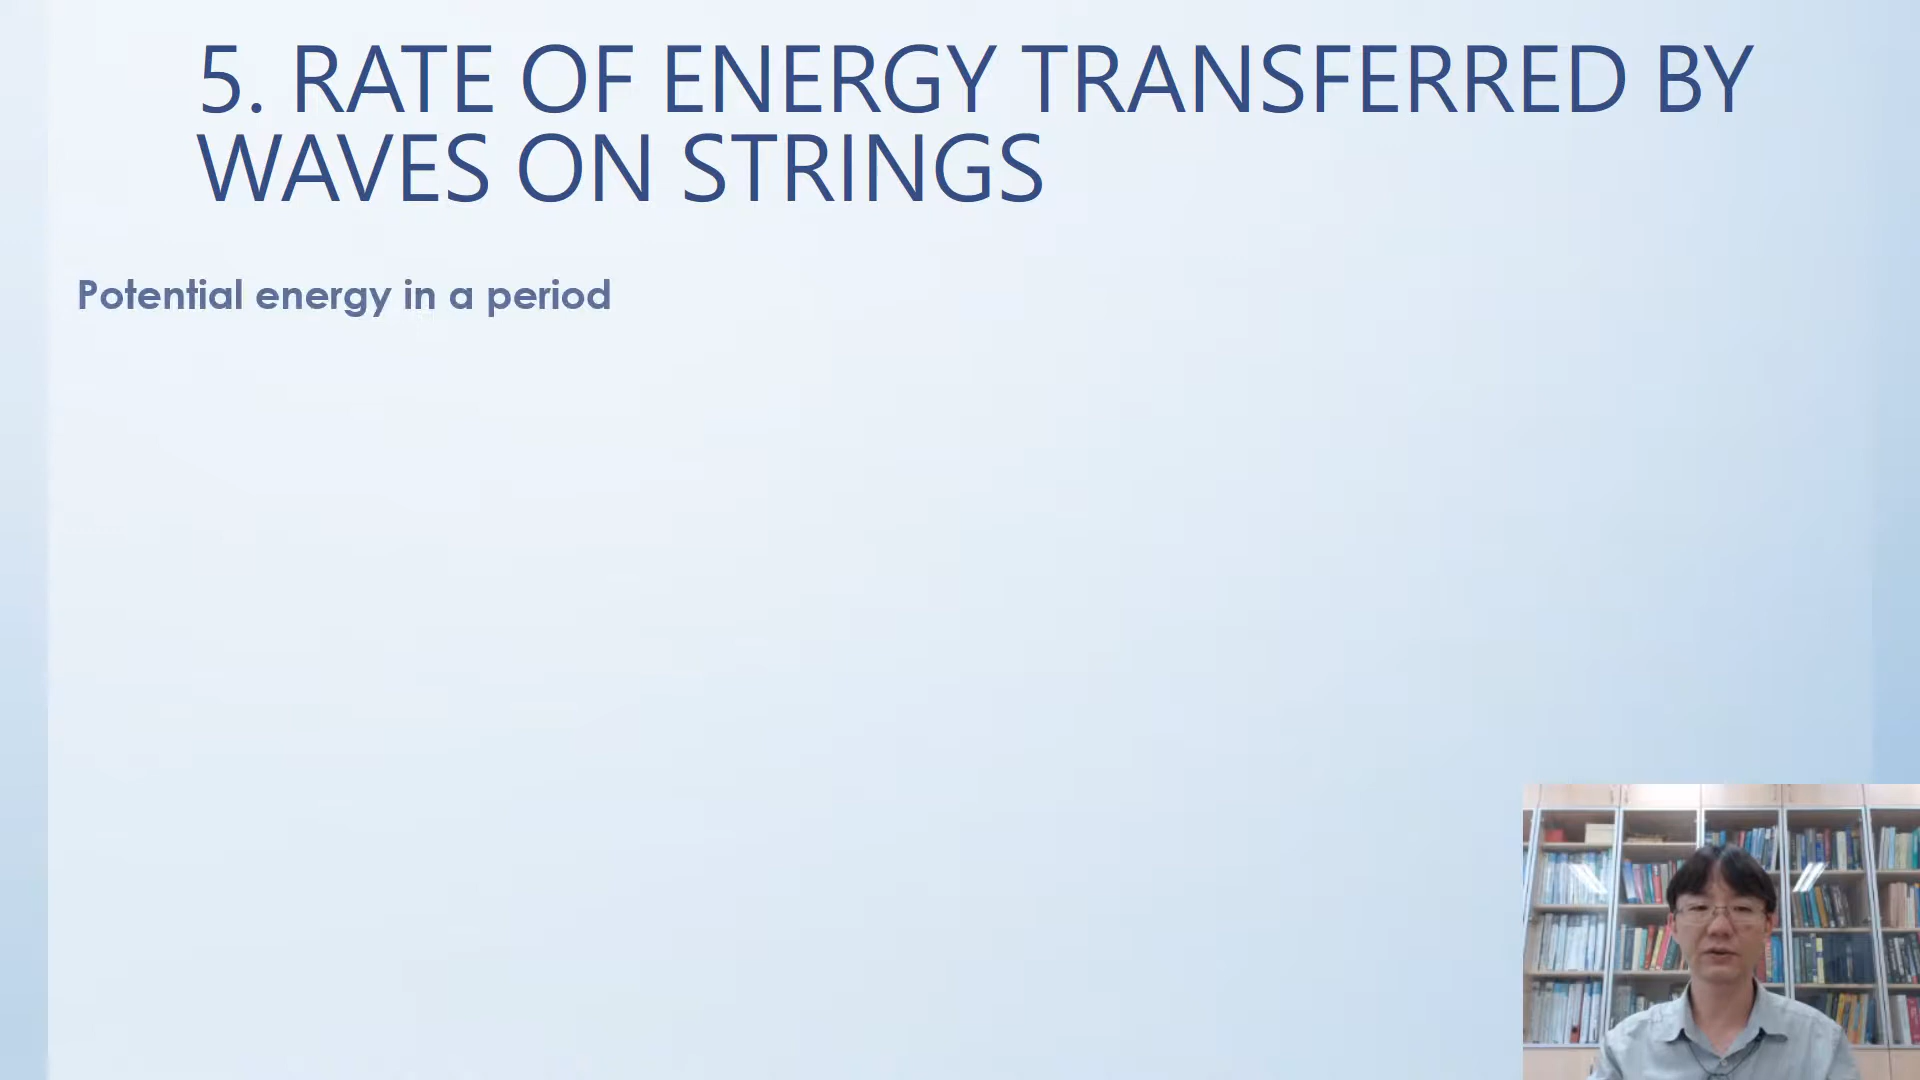 5. RATE OF ENERGY TRANSFERRED BY
WAVES ON STRINGS
Potential energy in a period